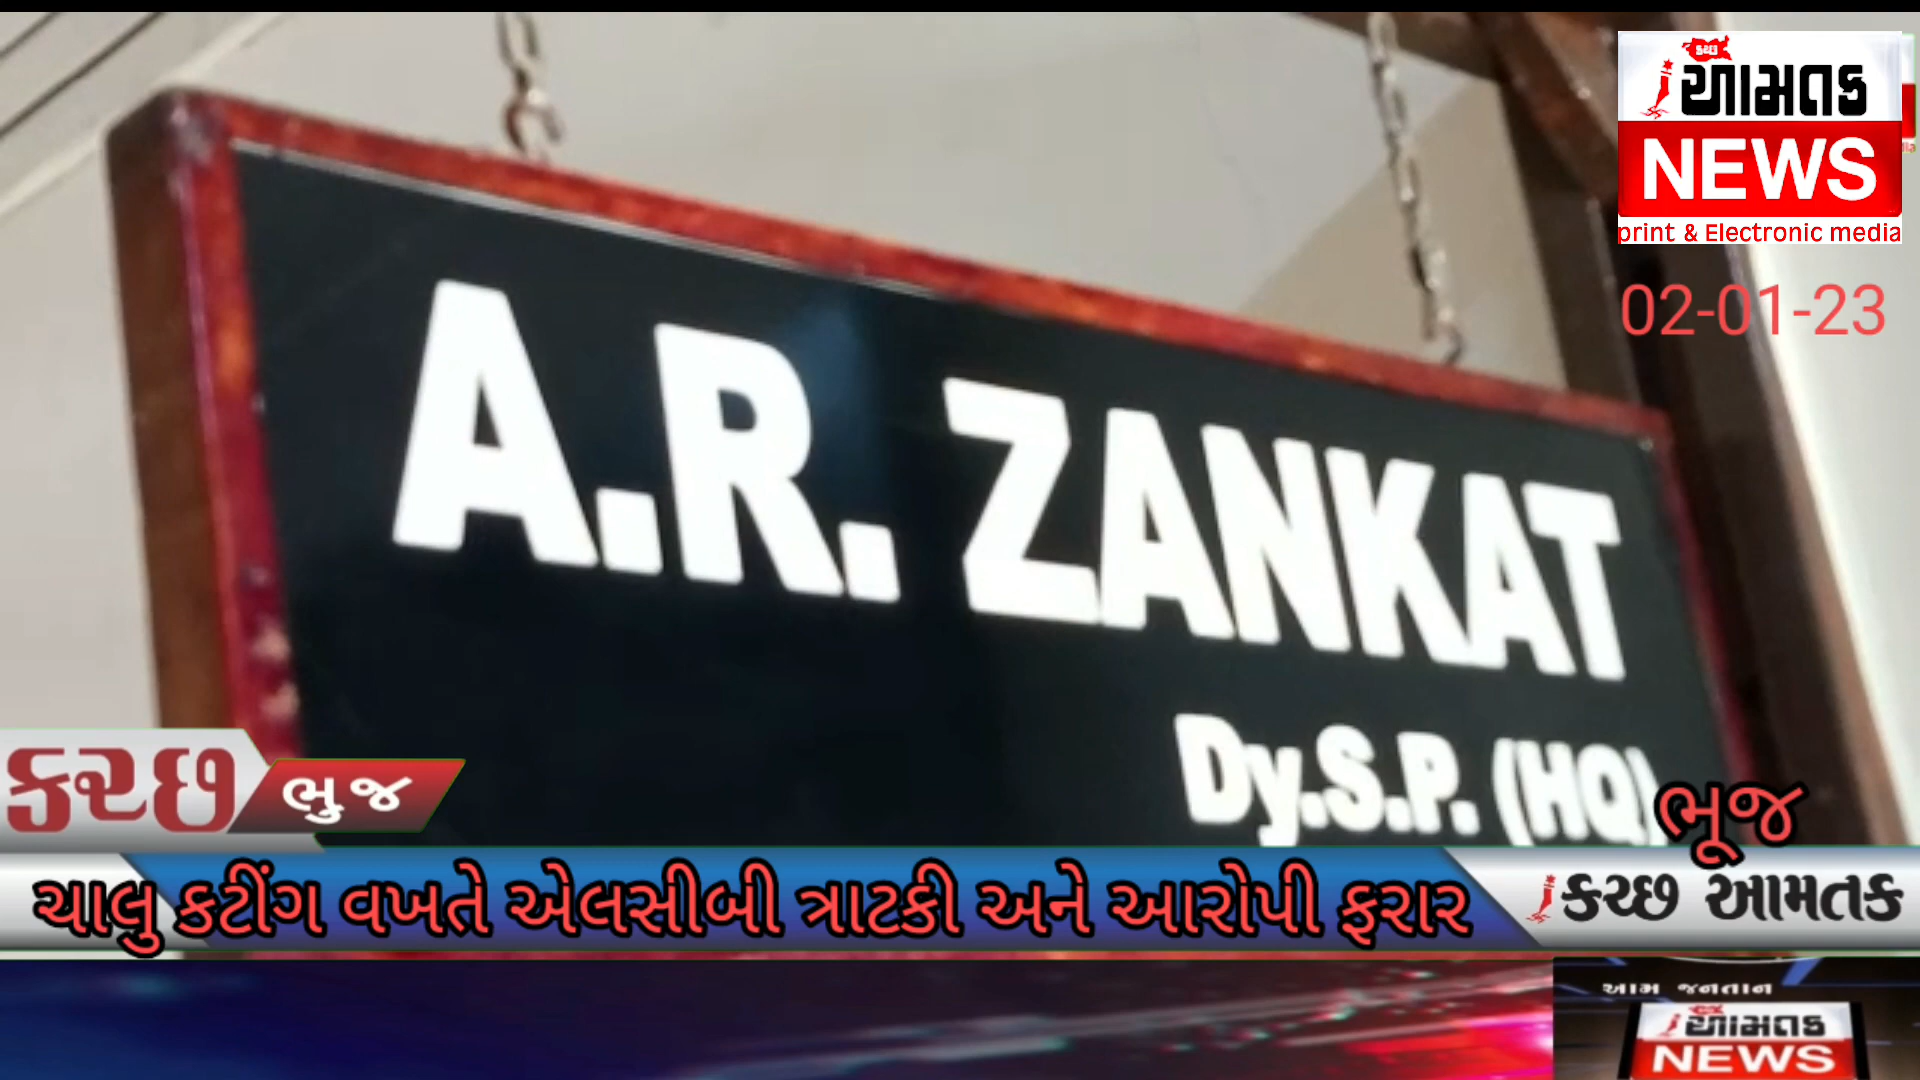 કચ્છ
આમતક
NEWS
print & Electronic media
02-01-23
A.R. ZANKAT
Dy.S.P. (HQ)
કચ્છ
ભુજ
ભૂજ
ચાલુ કટીંગ વખતે એલસીબી ત્રાટકી અને આરોપી ફરાર
કચ્છ આમતક
આમ જનતાન
આમતક
NEWS